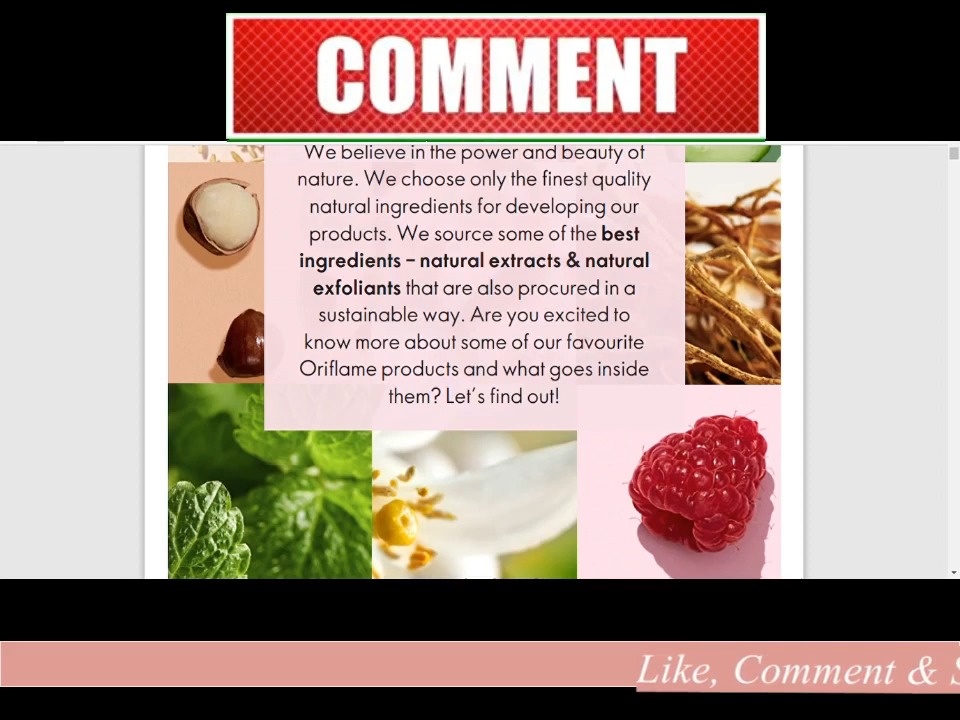 COMMENT
We believe in the power and beauty of
nature. We choose only the finest quality
natural ingredients for developing our
products. We source some of the best
ingredients – natural extracts & natural
exfoliants that are also procured in a
sustainable way. Are you excited to
know more about some of our favourite
Oriflame products and what goes inside
them? Let's find out!
Like, Comment & S